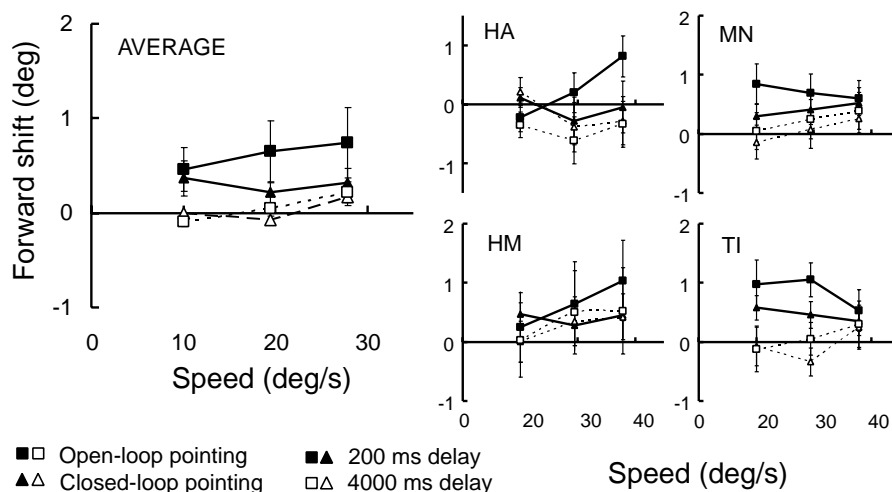 AVERAGE
Forward shift (deg)
2
1
0
-1
0 10 20 30
Speed (deg/s)
HA
1
0
-1
MN
2
1
0
-1
HM
2
1
0
-1
20 30 40
TI
2
1
0
-1
20 30 40
Speed (deg/s)
Open-loop pointing
Closed-loop pointing
200 ms delay
4000 ms delay